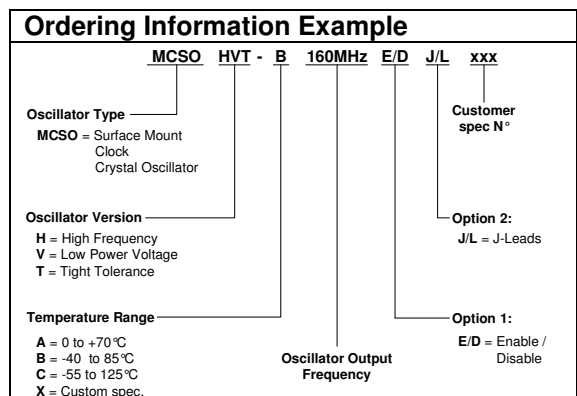 Ordering Information Example
MCSO HVT - B 160MHz E/D J/L xxx
Oscillator Type
MCSO = Surface Mount
Clock
Crystal Oscillator
Customer
spec N°
Oscillator Version
H = High Frequency
V = Low Power Voltage
T = Tight Tolerance
Option 2:
J/L = J-Leads
Temperature Range
A = 0 to +70°C
B = -40 to 85°C
C = -55 to 125°C
X = Custom spec.
Oscillator Output
Frequency
Option 1:
E/D = Enable /
Disable